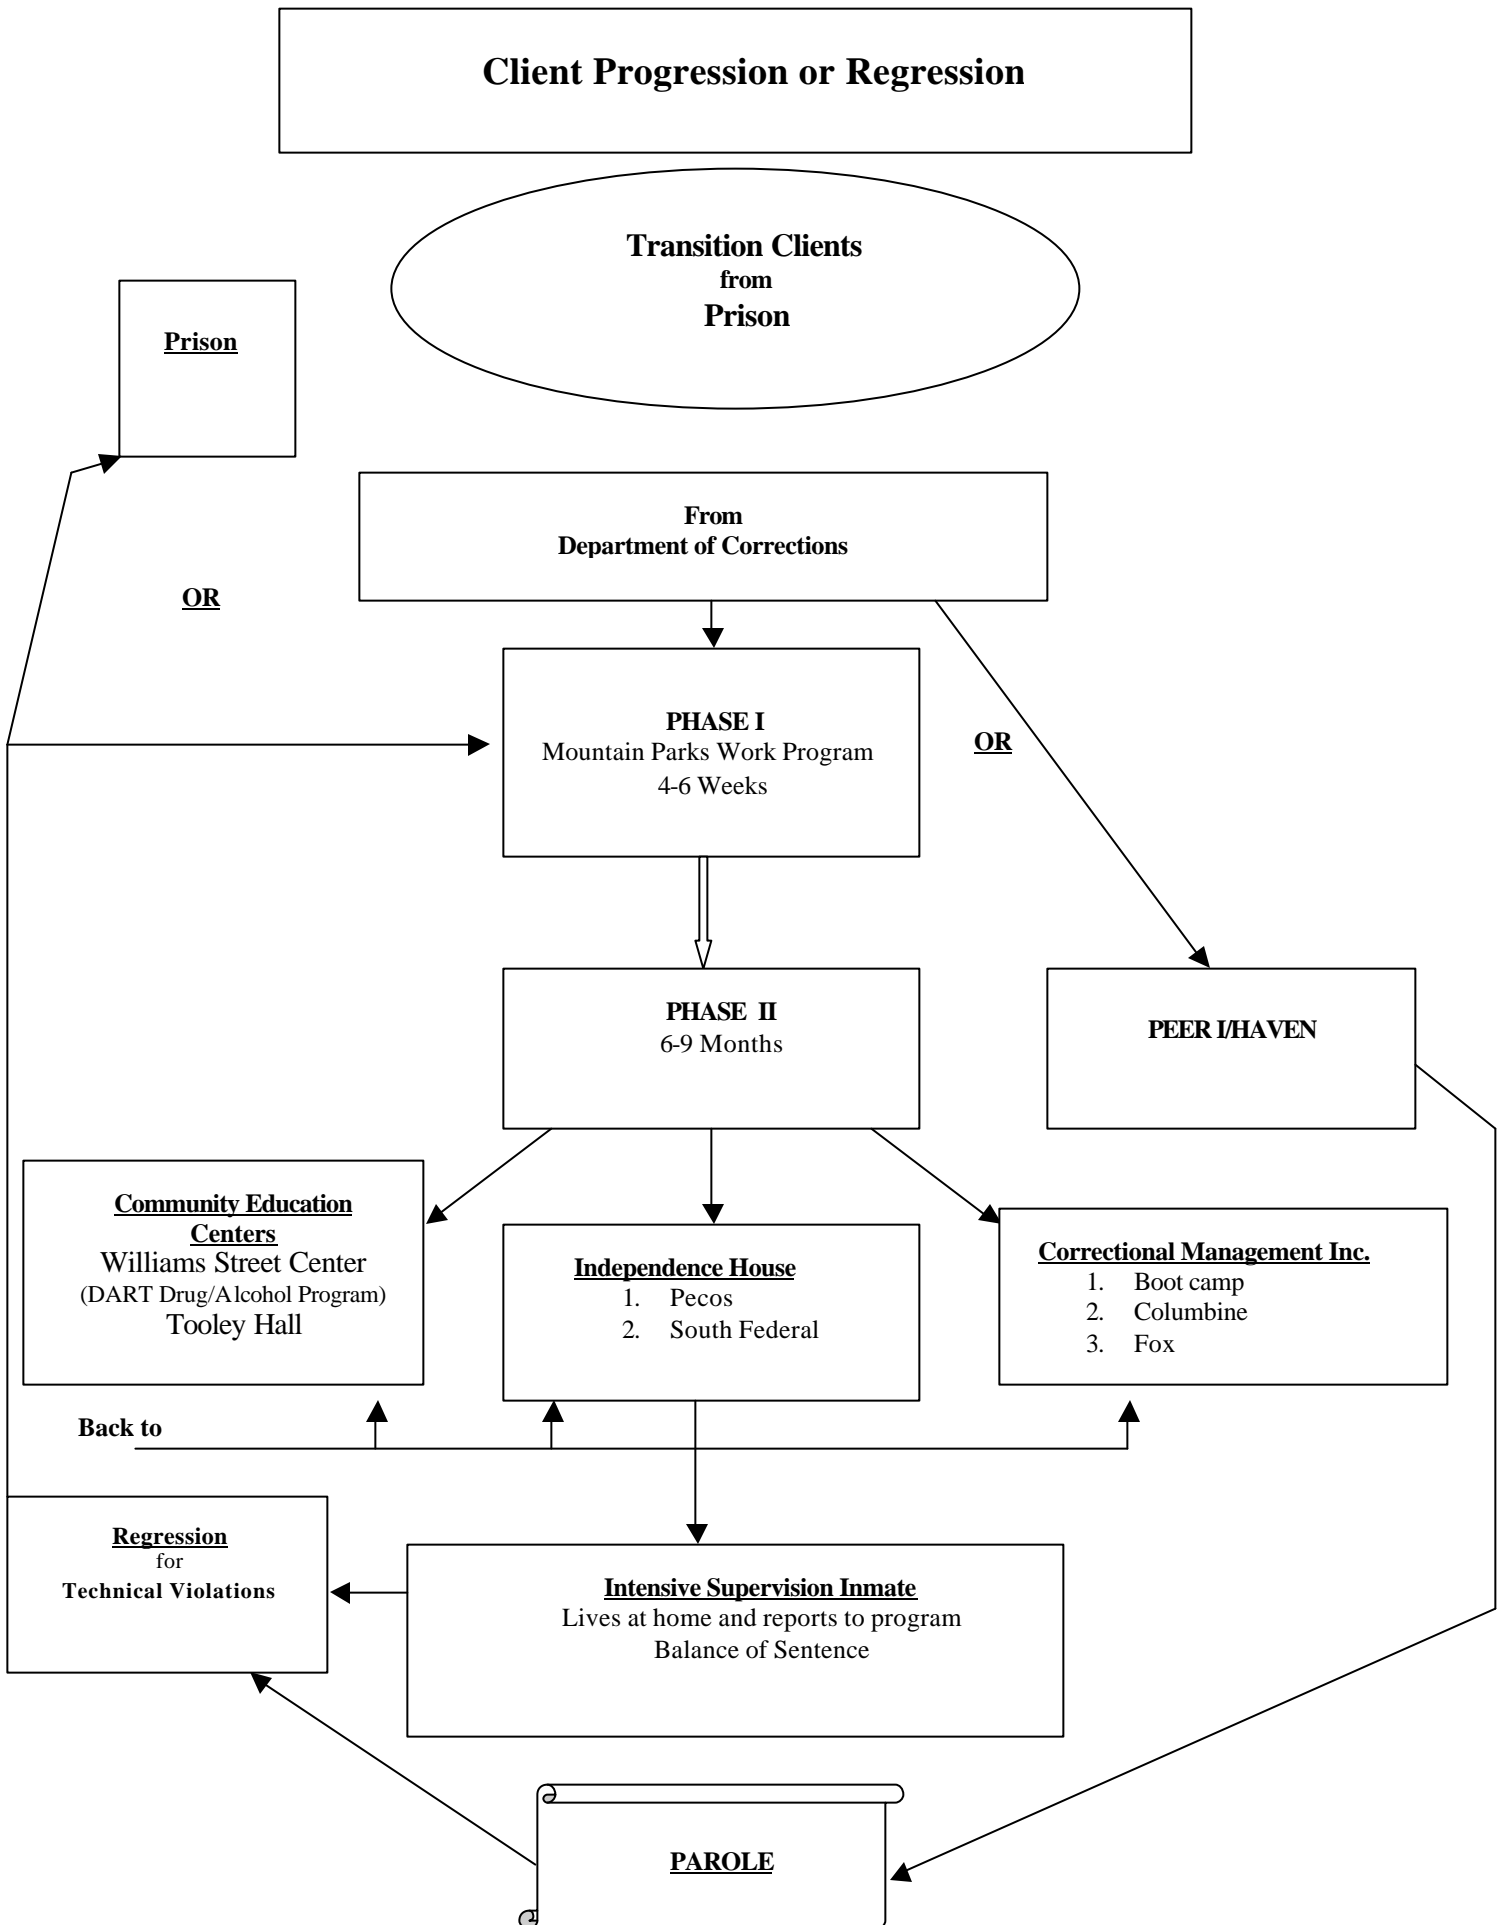 Client Progression or Regression
Transition Clients
from
Prison
Prison
From
Department of Corrections
OR
PHASE I
Mountain Parks Work Program
4-6 Weeks
OR
PHASE II
6-9 Months
PEER I/HAVEN
Community Education
Centers
Williams Street Center
(DART Drug/Alcohol Program)
Tooley Hall
Independence House
1. Pecos
2. South Federal
Correctional Management Inc.
1. Boot camp
2. Columbine
3. Fox
Back to
Regression
for
Technical Violations
Intensive Supervision Inmate
Lives at home and reports to program
Balance of Sentence
PAROLE